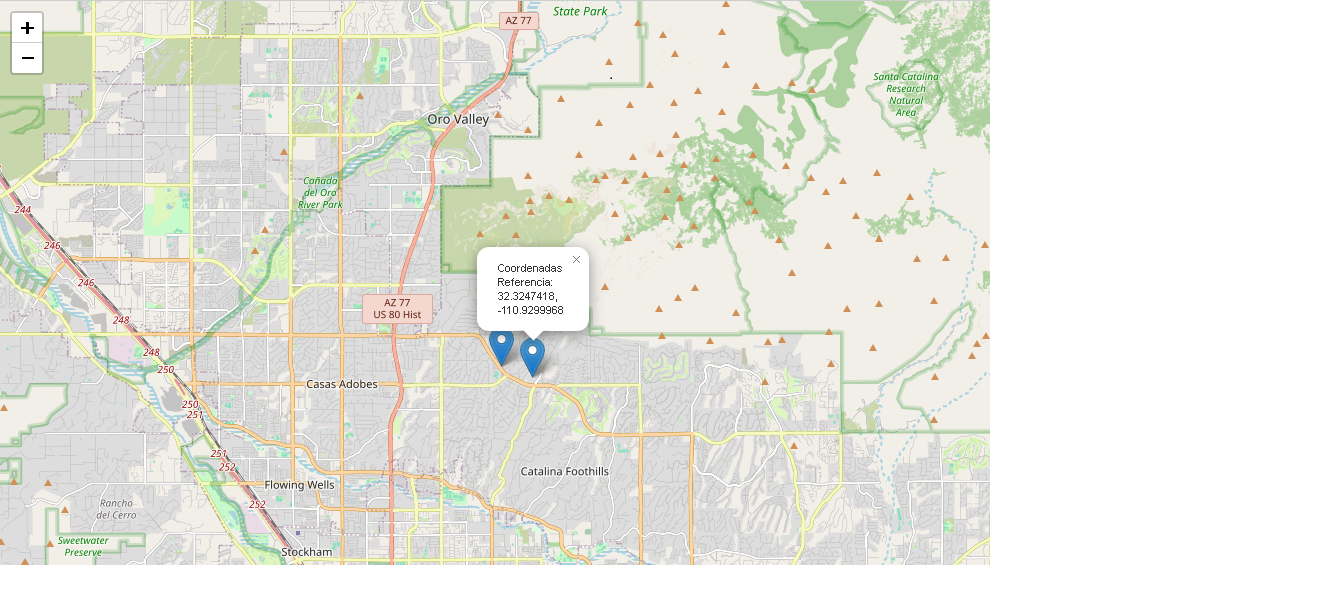 +
−
State Park
AZ 77
Santa Catalina
Research
Natural
Area
Oro Valley
Cañada
del Oro
River Park
244
246
246
248
248
250
250
251
251
252
252
Coordenadas
Referencia:
32.3247418,
-110.9299968
×
AZ 77
US 80 Hist
Casas Adobes
Catalina Foothills
Flowing Wells
Rancho
del Cerro
Sweetwater
Preserve
Stockham